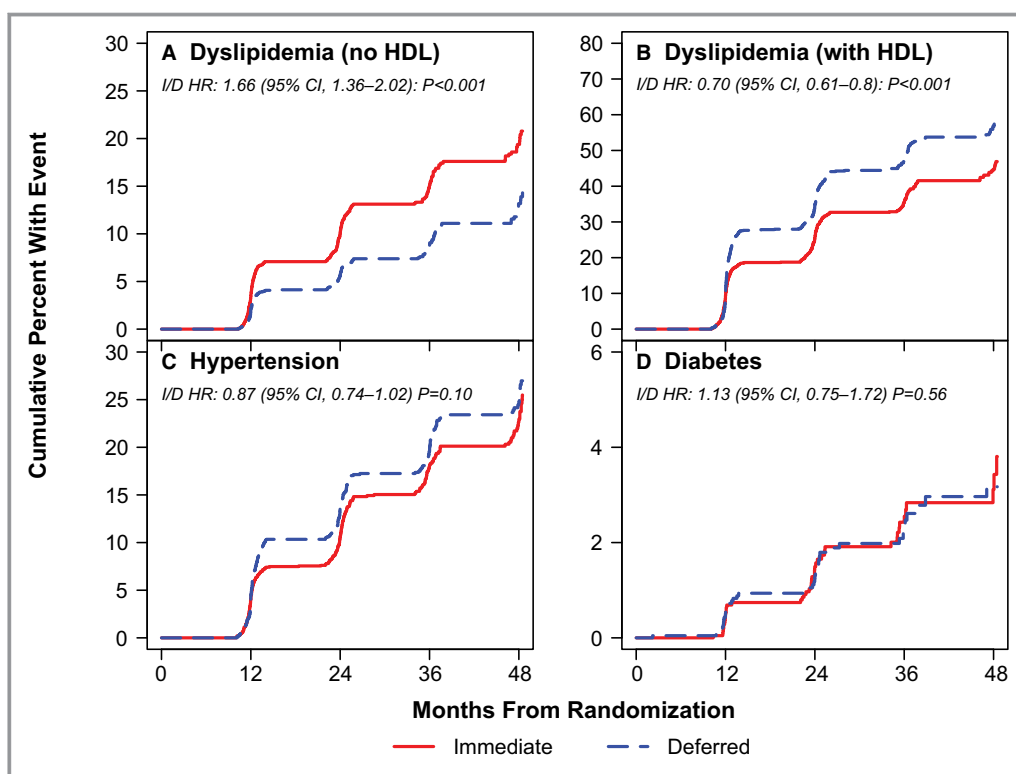 Cumulative Percent With Event
A Dyslipidemia (no HDL)
I/D HR: 1.66 (95% CI, 1.36–2.02): P<0.001
30
25
20
15
10
5
0
B Dyslipidemia (with HDL)
I/D HR: 0.70 (95% CI, 0.61–0.8): P<0.001
80
70
60
50
40
30
20
10
0
C Hypertension
I/D HR: 0.87 (95% CI, 0.74–1.02) P=0.10
30
25
20
15
10
5
0
0 12 24 36 48
D Diabetes
I/D HR: 1.13 (95% CI, 0.75–1.72) P=0.56
6
4
2
0
0 12 24 36 48
Months From Randomization
Immediate Deferred